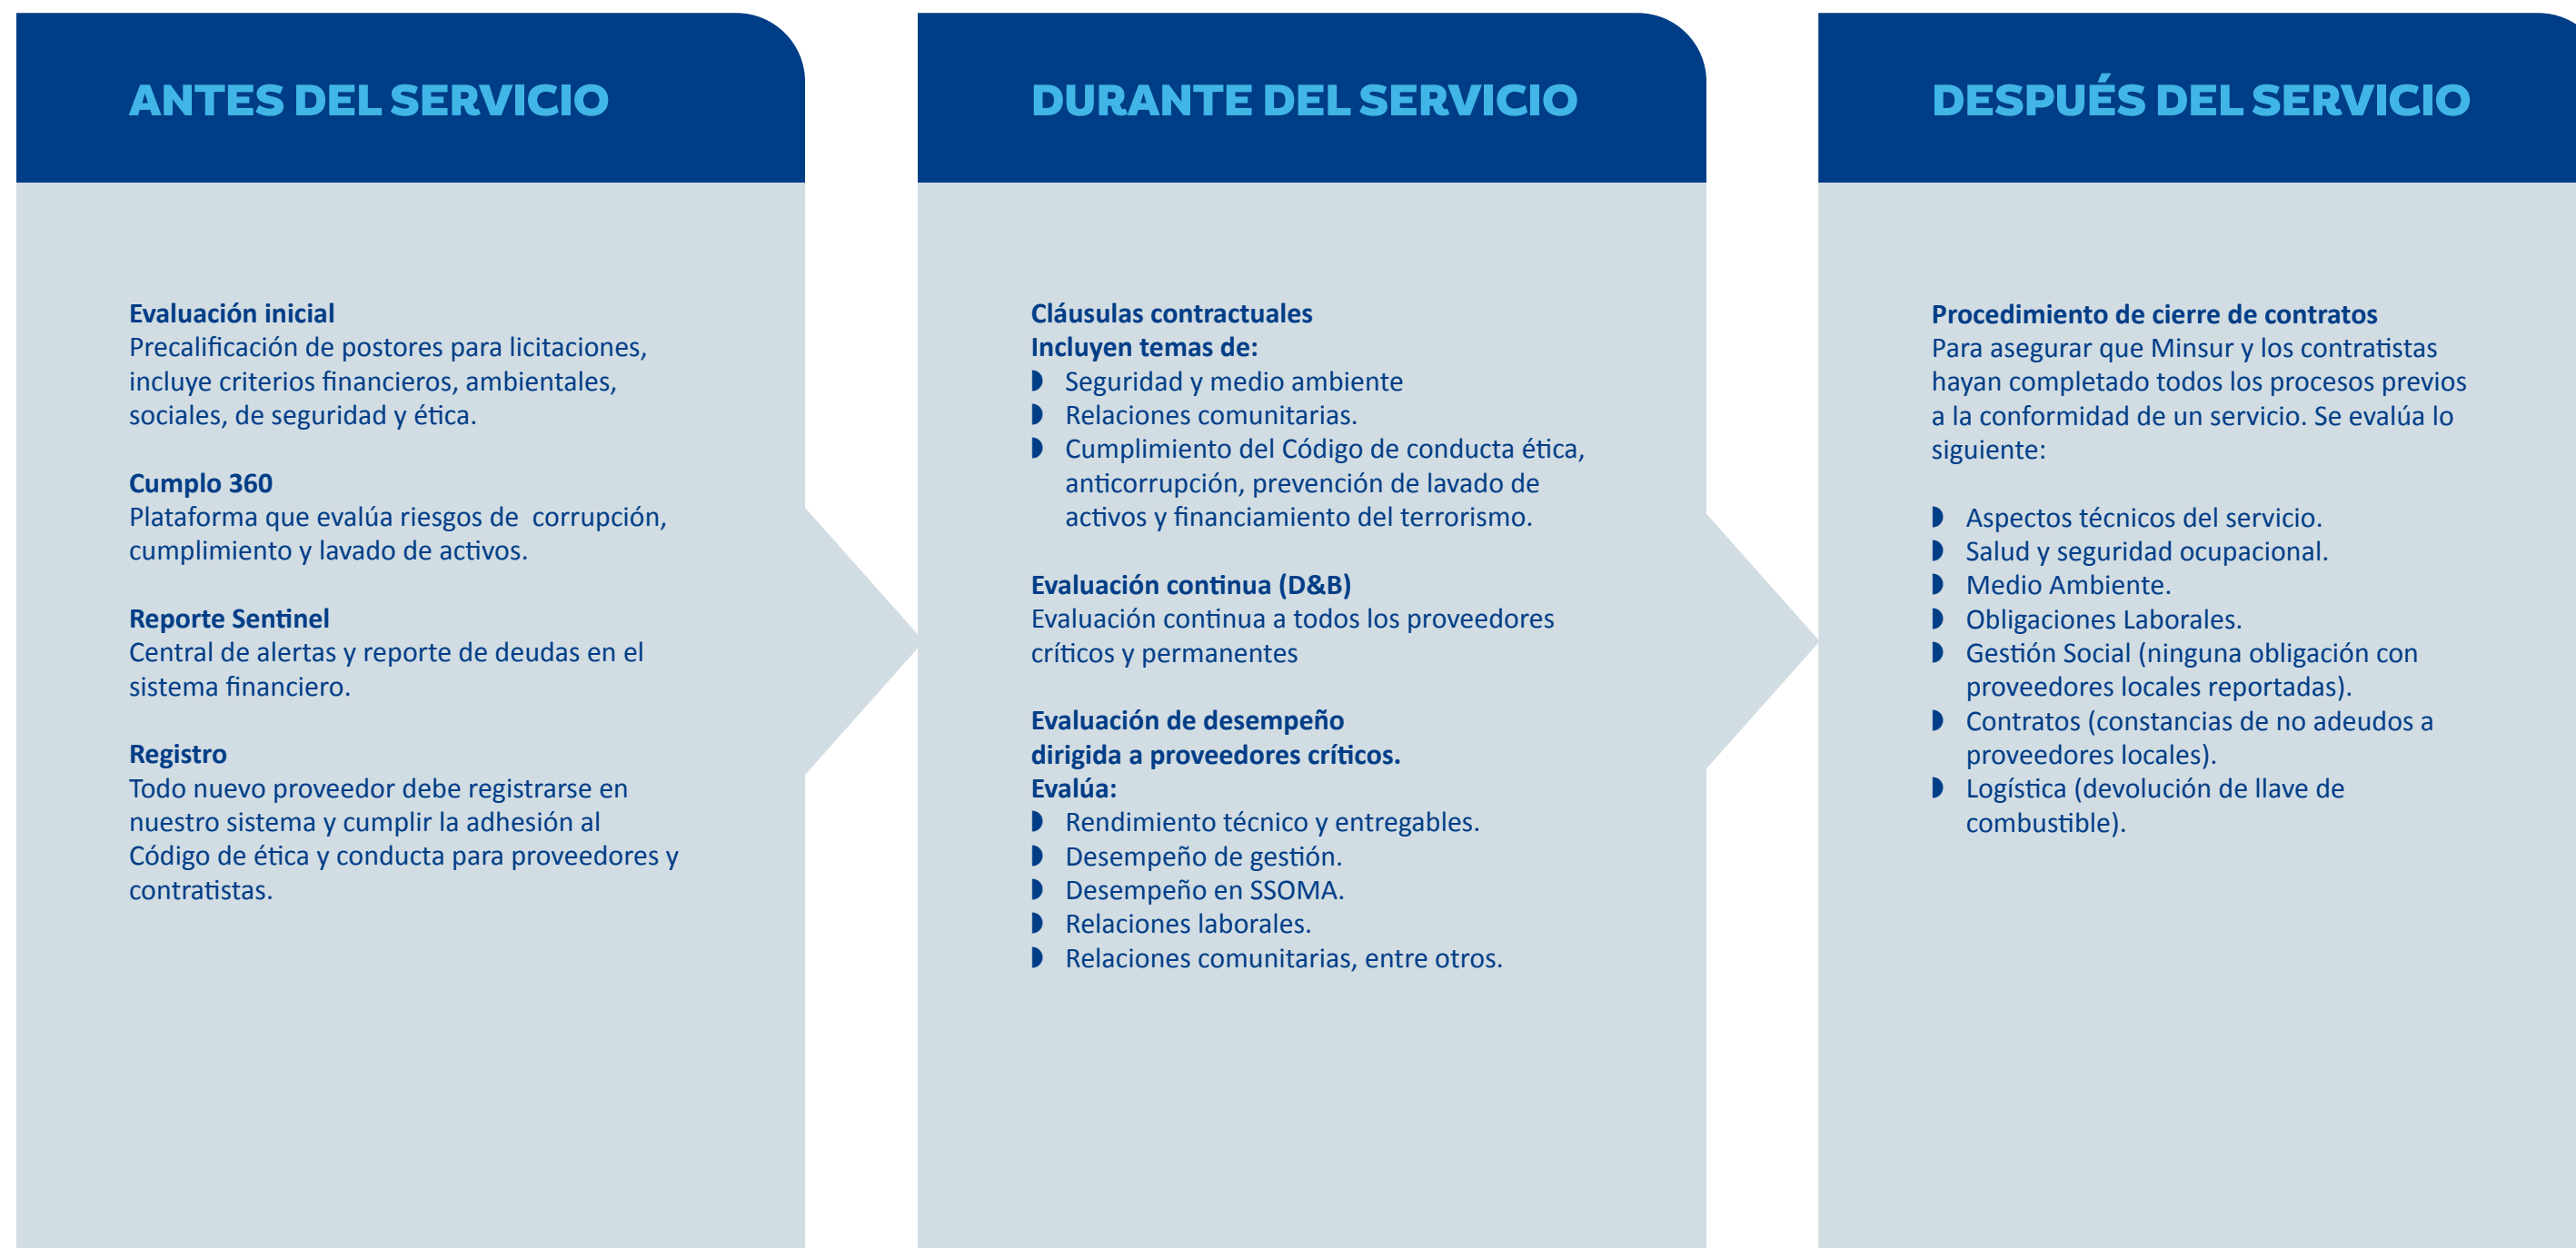 ANTES DEL SERVICIO
Evaluación inicial
Precalificación de postores para licitaciones,
incluye criterios financieros, ambientales,
sociales, de seguridad y ética.
Cumplo 360
Plataforma que evalúa riesgos de  corrupción,
cumplimiento y lavado de activos.
Reporte Sentinel
Central de alertas y reporte de deudas en el
sistema financiero.
Registro
Todo nuevo proveedor debe registrarse en
nuestro sistema y cumplir la adhesión al
Código de ética y conducta para proveedores y
contratistas.
DURANTE DEL SERVICIO
Cláusulas contractuales
Incluyen temas de:
Seguridad y medio ambiente
Relaciones comunitarias.
Cumplimiento del Código de conducta ética,
anticorrupción, prevención de lavado de
activos y financiamiento del terrorismo.
Evaluación continua (D&B)
Evaluación continua a todos los proveedores
críticos y permanentes
Evaluación de desempeño
dirigida a proveedores críticos.
Evalúa:
Rendimiento técnico y entregables.
Desempeño de gestión.
Desempeño en SSOMA.
Relaciones laborales.
Relaciones comunitarias, entre otros.
DESPUÉS DEL SERVICIO
Procedimiento de cierre de contratos
Para asegurar que Minsur y los contratistas
hayan completado todos los procesos previos
a la conformidad de un servicio. Se evalúa lo
siguiente:
Aspectos técnicos del servicio.
Salud y seguridad ocupacional.
Medio Ambiente.
Obligaciones Laborales.
Gestión Social (ninguna obligación con
proveedores locales reportadas).
Contratos (constancias de no adeudos a
proveedores locales).
Logística (devolución de llave de
combustible).